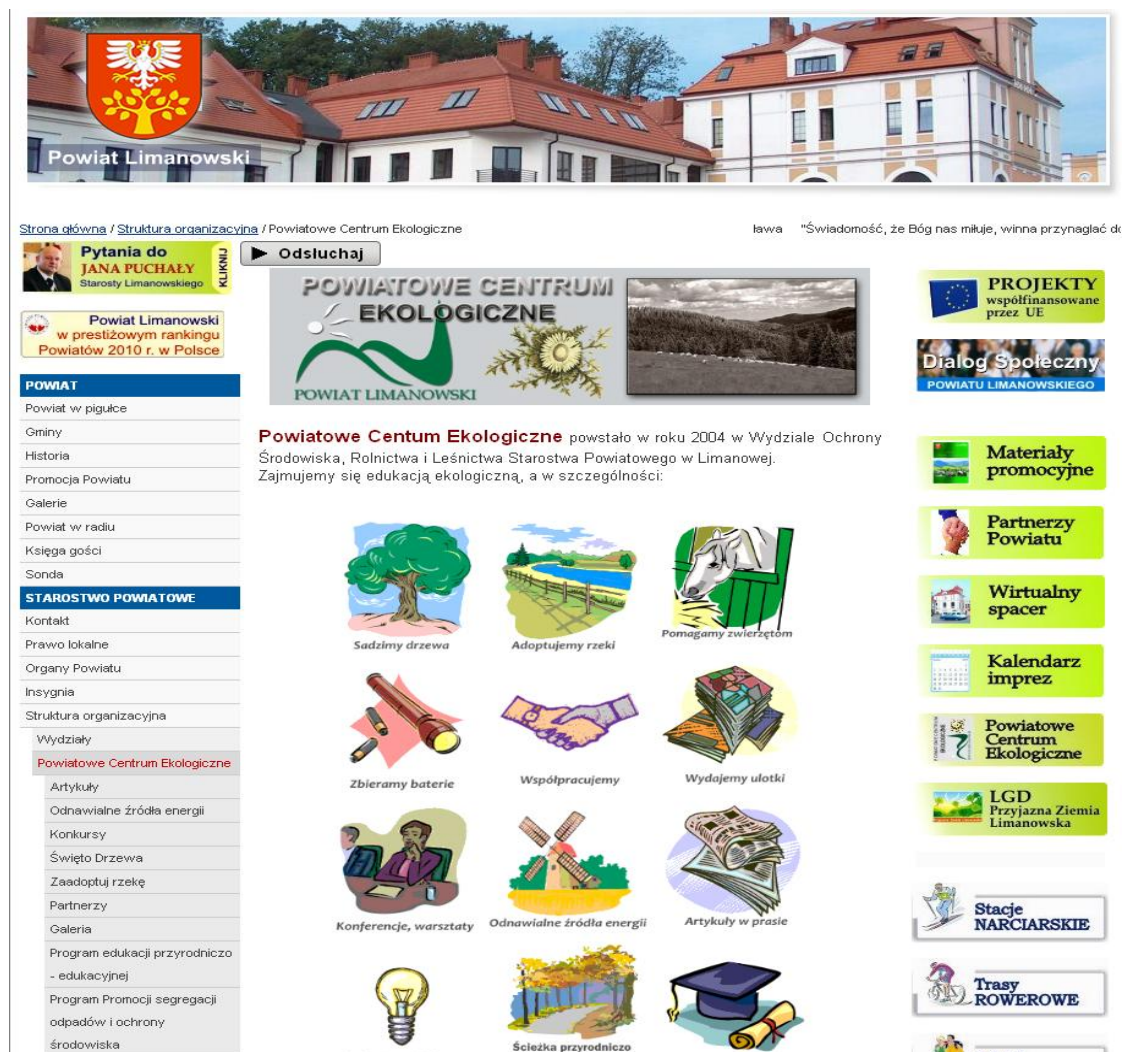 Powiat Limanowski
Strona główna / Struktura organizacyjna / Powiatowe Centrum Ekologiczne
ława "Świadomość, że Bóg nas miłuje, winna przynaglać do
Pytania do
JANA PUCHAŁY
Starosty Limanowskiego
KLIKNIJ
Powiat Limanowski
w prestiżowym rankingu
Powiatów 2010 r. w Polsce
POWIAT
Powiat w pigułce
Gminy
Historia
Promocja Powiatu
Galerie
Powiat w radiu
Księga gości
Sonda
STAROSTWO POWIATOWE
Kontakt
Prawo lokalne
Organy Powiatu
Insygnia
Struktura organizacyjna
Wydziały
Powiatowe Centrum Ekologiczne
Artykuły
Odnawialne źródła energii
Konkursy
Święto Drzewa
Zaadoptuj rzekę
Partnerzy
Galeria
Program edukacji przyrodniczo
- edukacyjnej
Program Promocji segregacji
odpadów i ochrony
środowiska
Odsłuchaj
POWIATOWE CENTRUM
EKOLOGICZNE
POWIAT LIMANOWSKI
Powiatowe Centum Ekologiczne powstało w roku 2004 w Wydziale Ochrony
Środowiska, Rolnictwa i Leśnictwa Starostwa Powiatowego w Limanowej.
Zajmujemy się edukacją ekologiczną, a w szczególności:
Sadzimy drzewa
Adoptujemy rzeki
Pomagamy zwierzętom
Zbieramy baterie
Współpracujemy
Wydajemy ulotki
Konferencje, warsztaty
Odnawialne źródła energii
Artykuły w prasie
Ścieżka przyrodniczo
PROJEKTY
współfinansowane
przez UE
Dialog Społeczny
POWIATU LIMANOWSKIEGO
Materiały
promocyjne
Partnerzy
Powiatu
Wirtualny
spacer
Kalendarz
imprez
Powiatowe
Centrum
Ekologiczne
LGD
Przyjazna Ziemia
Limanowska
Stacje
NARCIARSKIE
Trasy
ROWEROWE